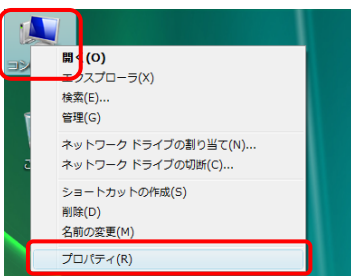 コン
開く(O)
エクスプローラ(X)
検索(E)...
管理(G)
ネットワーク ドライブの割り当て(N)...
ネットワーク ドライブの切断(C)...
ショートカットの作成(S)
削除(D)
名前の変更(M)
プロパティ(R)